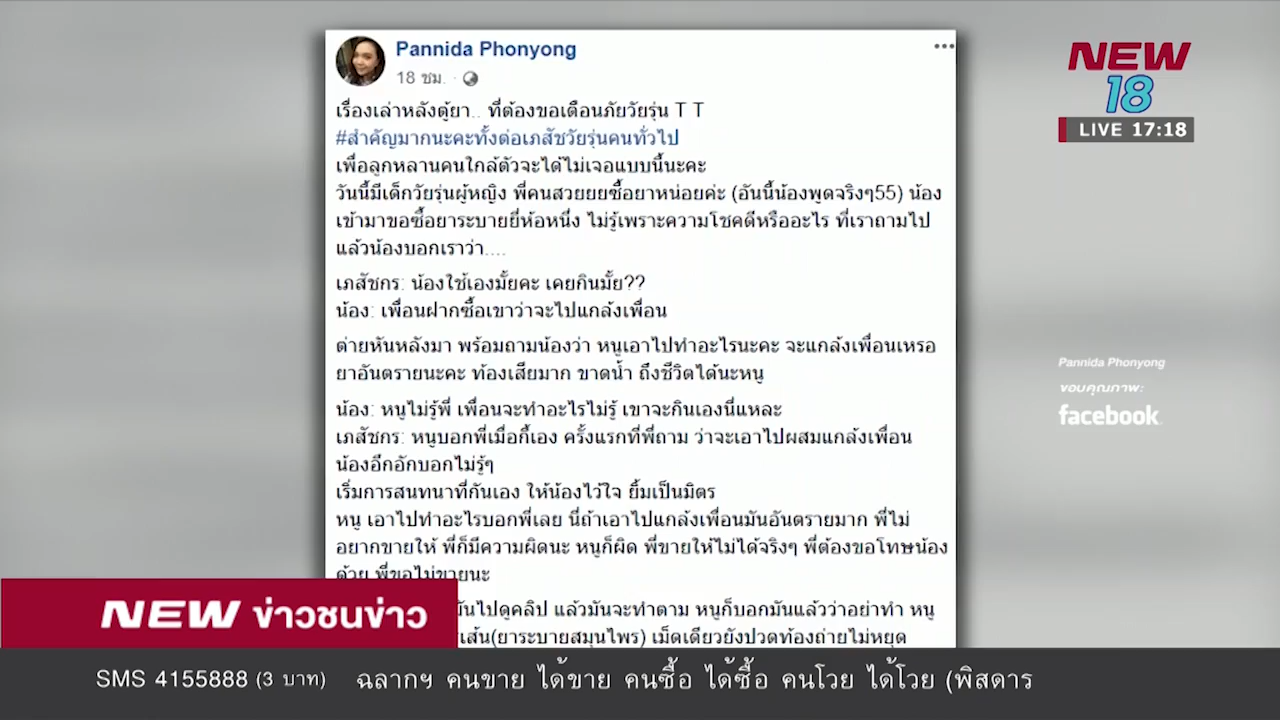 Pannida Phonyong
18 ชม.
เรื่องเล่าหลังตู้ยา.. ที่ต้องขอเตือนภัยวัยรุ่น T T
#สำคัญมากนะคะทั้งต่อเภสัชวัยรุ่นคนทั่วไป
เพื่อลูกหลานคนใกล้ตัวจะได้ไม่เจอแบบนี้นะคะ
วันนี้มีเด็กวัยรุ่นผู้หญิง พี่คนสวยยยซื้อยาหน่อยค่ะ (อันนี้น้องพูดจริงๆ55) น้อง
เข้ามาขอซื้อยาระบายยี่ห้อหนึ่ง ไม่รู้เพราะความโชคดีหรืออะไร ที่เราถามไป
แล้วน้องบอกเราว่า....
เภสัชกร: น้องใช้เองมั้ยคะ เคยกินมั้ย??
น้อง: เพื่อนฝากซื้อเขาว่าจะไปแกล้งเพื่อน
ต่ายหันหลังมา พร้อมถามน้องว่า หนูเอาไปทำอะไรนะคะ จะแกล้งเพื่อนเหรอ
ยาอันตรายนะคะ ท้องเสียมาก ขาดน้ำ ถึงชีวิตได้นะหนู
น้อง: หนูไม่รู้พี่ เพื่อนจะทำอะไรไม่รู้ เขาจะกินเองนี่แหละ
เภสัชกร: หนูบอกพี่เมื่อกี้เอง ครั้งแรกที่พี่ถาม ว่าจะเอาไปผสมแกล้งเพื่อน
น้องอึกอักบอกไม่รู้ๆ
เริ่มการสนทนาที่กันเอง ให้น้องไว้ใจ ยิ้มเป็นมิตร
หนู เอาไปทำอะไรบอกพี่เลย นี่ถ้าเอาไปแกล้งเพื่อนมันอันตรายมาก พี่ไม่
อยากขายให้ พี่ก็มีความผิดนะ หนูก็ผิด พี่ขายให้ไม่ได้จริงๆ พี่ต้องขอโทษน้อง
ด้วย พี่ขอไม่ขายนะ
มันไปดูคลิป แล้วมันจะทำตาม หนูก็บอกมันแล้วว่าอย่าทำ หนู
เส้น(ยาระบายสมุนไพร) เม็ดเดียวยังปวดท้องถ่ายไม่หยุด
NEW
18
LIVE 17:18
Pannida Phonyong
ขอบคุณภาพ:
facebook.
NEW ข่าวชนข่าว
SMS 4155888 (3 บาท) ฉลากฯ คนขาย ได้ขาย คนซื้อ ได้ซื้อ คนโวย ได้โวย (พิสดาร